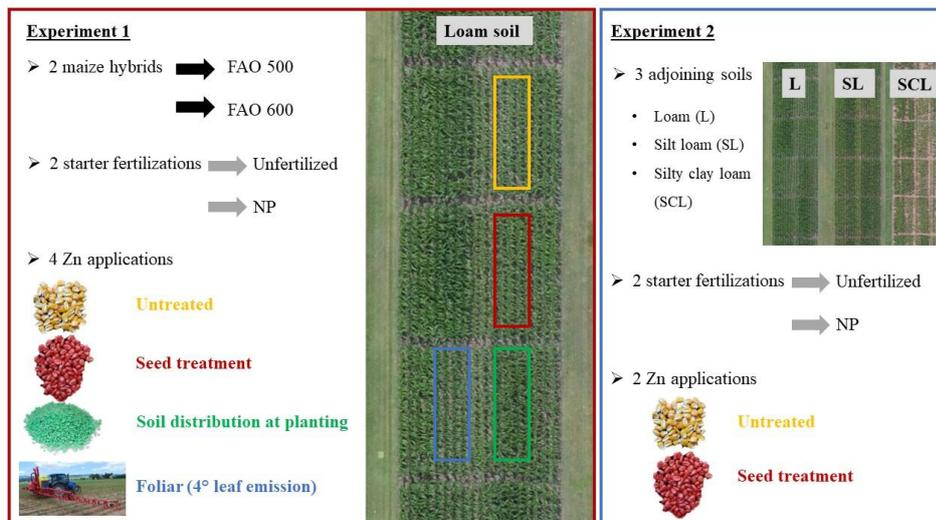 Experiment 1
➢ 2 maize hybrids
FAO 500
FAO 600
➢ 2 starter fertilizations
Unfertilized
NP
➢ 4 Zn applications
Untreated
Seed treatment
Soil distribution at planting
Foliar (4° leaf emission)
Loam soil
Experiment 2
➢ 3 adjoining soils
• Loam (L)
• Silt loam (SL)
• Silty clay loam
(SCL)
L SL SCL
➢ 2 starter fertilizations
Unfertilized
NP
➢ 2 Zn applications
Untreated
Seed treatment